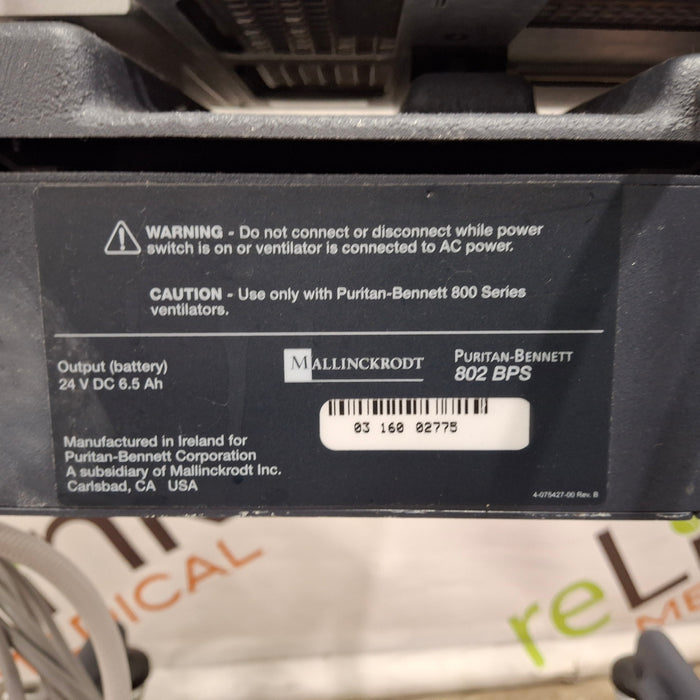 WARNING - Do not connect or disconnect while power
switch is on or ventilator is connected to AC power.
CAUTION - Use only with Puritan-Bennett 800 Series
ventilators.
Output (battery)
24 V DC 6.5 Ah
MALLINCKRODT
PURITAN-BENNETT
802 BPS
03 160 02775
Manufactured in Ireland for
Puritan-Bennett Corporation
A subsidiary of Mallinckrodt Inc.
Carlsbad, CA USA
4-075427-00 Rev. B
reLi